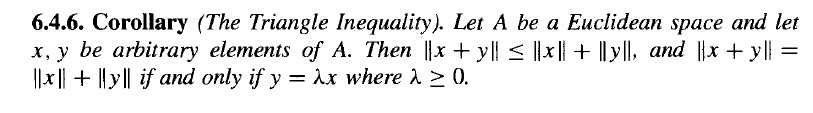 6.4.6. Corollary (The Triangle Inequality). Let A be a Euclidean space and let
x, y be arbitrary elements of A. Then ‖x + y‖ ≤ ‖x‖ + ‖y‖, and ‖x + y‖ =
‖x‖ + ‖y‖ if and only if y = λx where λ ≥ 0.